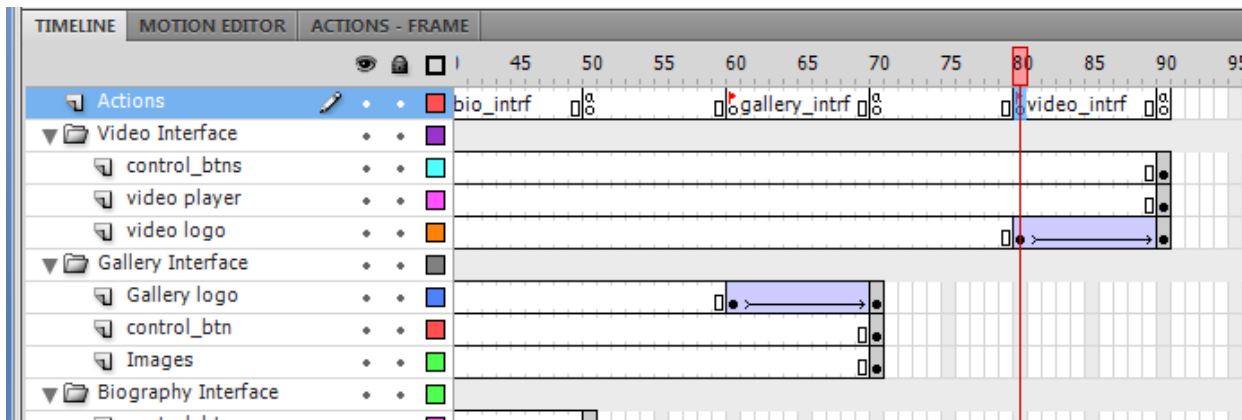 TIMELINE MOTION EDITOR ACTIONS - FRAME
45 50 55 60 65 70 75 80 85 90 95
Actions bio_intrf gallery_intrf video_intrf
Video Interface
control_btns
video player
video logo
Gallery Interface
Gallery logo
control_btn
Images
Biography Interface